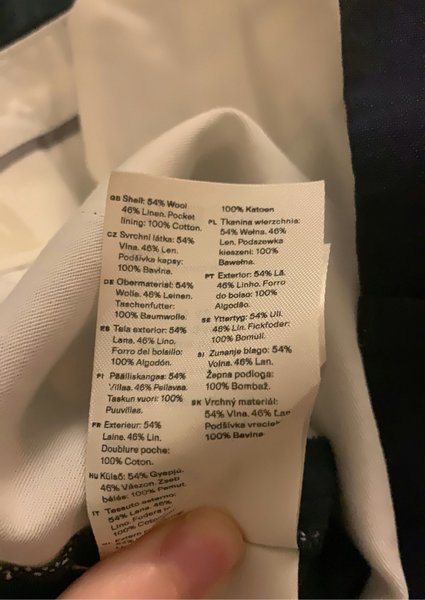 GB Shell: 54% Wool
46% Linen. Pocket
lining: 100% Cotton.
CZ Svrchní látka: 54%
Vlna. 46% Len.
Podšívka kapsy:
100% Bavlna.
DE Obermaterial: 54%
Wolle. 46% Leinen.
Taschenfutter:
100% Baumwolle.
ES Tela exterior: 54%
Lana. 46% Lino.
Forro del bolsillo:
100% Algodón.
FI Päälliskangas: 54%
Villaa. 46% Pellavaa.
Taskun vuori: 100%
Puuvillaa.
FR Exterieur: 54%
Laine. 46% Lin.
Doublure poche:
100% Coton.
HU Külső: 54% Gyapjú.
46% Vászon. Zseb
bélés: 100% Pamut.
IT Tessuto esterno:
54% Lana. 46%
Lino. Fodera
100% Coto
100% Katoen
PL Tkanina wierzchnia:
54% Wełna. 46%
Len. Podszewka
kieszeni: 100%
Bawełna.
PT Exterior: 54% Lã.
46% Linho. Forro
do bolso: 100%
Algodão.
SE Yttertyg: 54% Ull.
46% Lin. Fickfoder:
100% Bomull.
SI Zunanje blago: 54%
Volna. 46% Lan.
Žepna podloga:
100% Bombaž.
SK Vrchný materiál:
54% Vlna. 46% Ľan
Podšívka vreciek
100% Bavlna